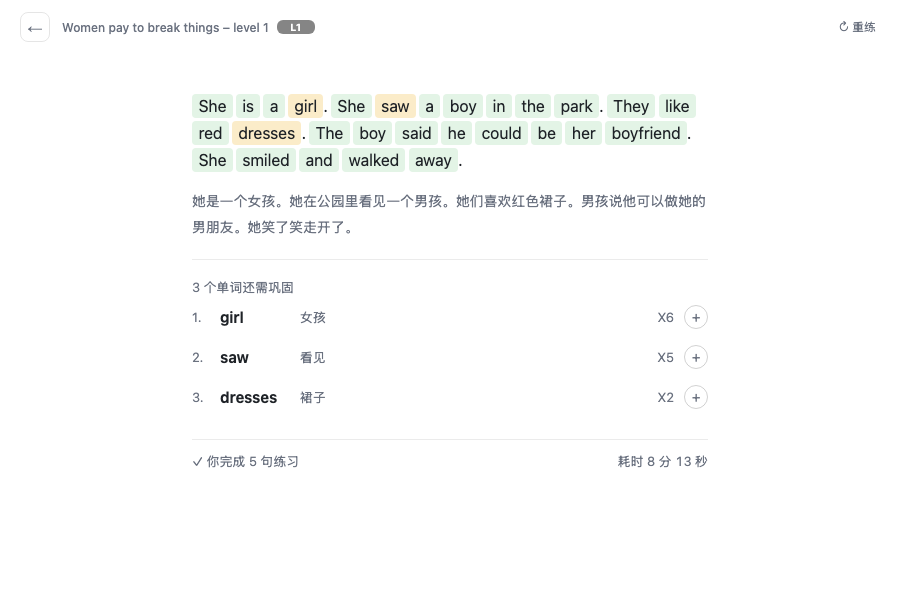 ← Women pay to break things – level 1 L1 重练
She is a girl . She saw a boy in the park . They like
red dresses . The boy said he could be her boyfriend .
She smiled and walked away .
她是一个女孩。她在公园里看见一个男孩。她们喜欢红色裙子。男孩说他可以做她的
男朋友。她笑了笑走开了。
3 个单词还需巩固
1. girl 女孩 X6 +
2. saw 看见 X5 +
3. dresses 裙子 X2 +
✓ 你完成 5 句练习 耗时 8 分 13 秒